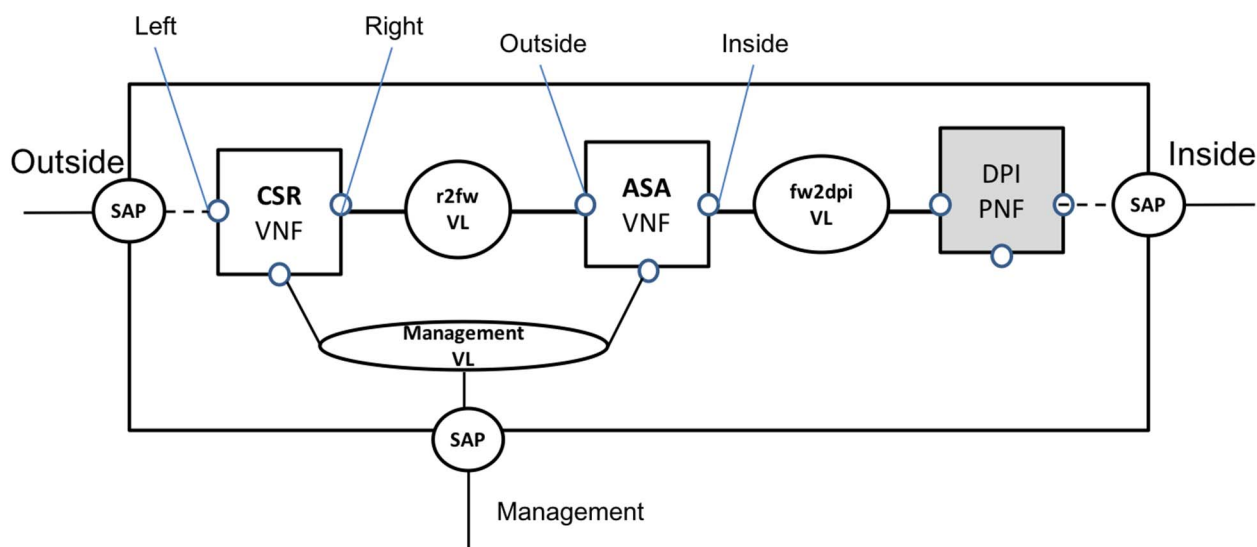 Left
Right
Outside
Inside
Outside
Inside
SAP
CSR
VNF
r2fw
VL
ASA
VNF
fw2dpi
VL
DPI
PNF
SAP
Management
VL
SAP
Management